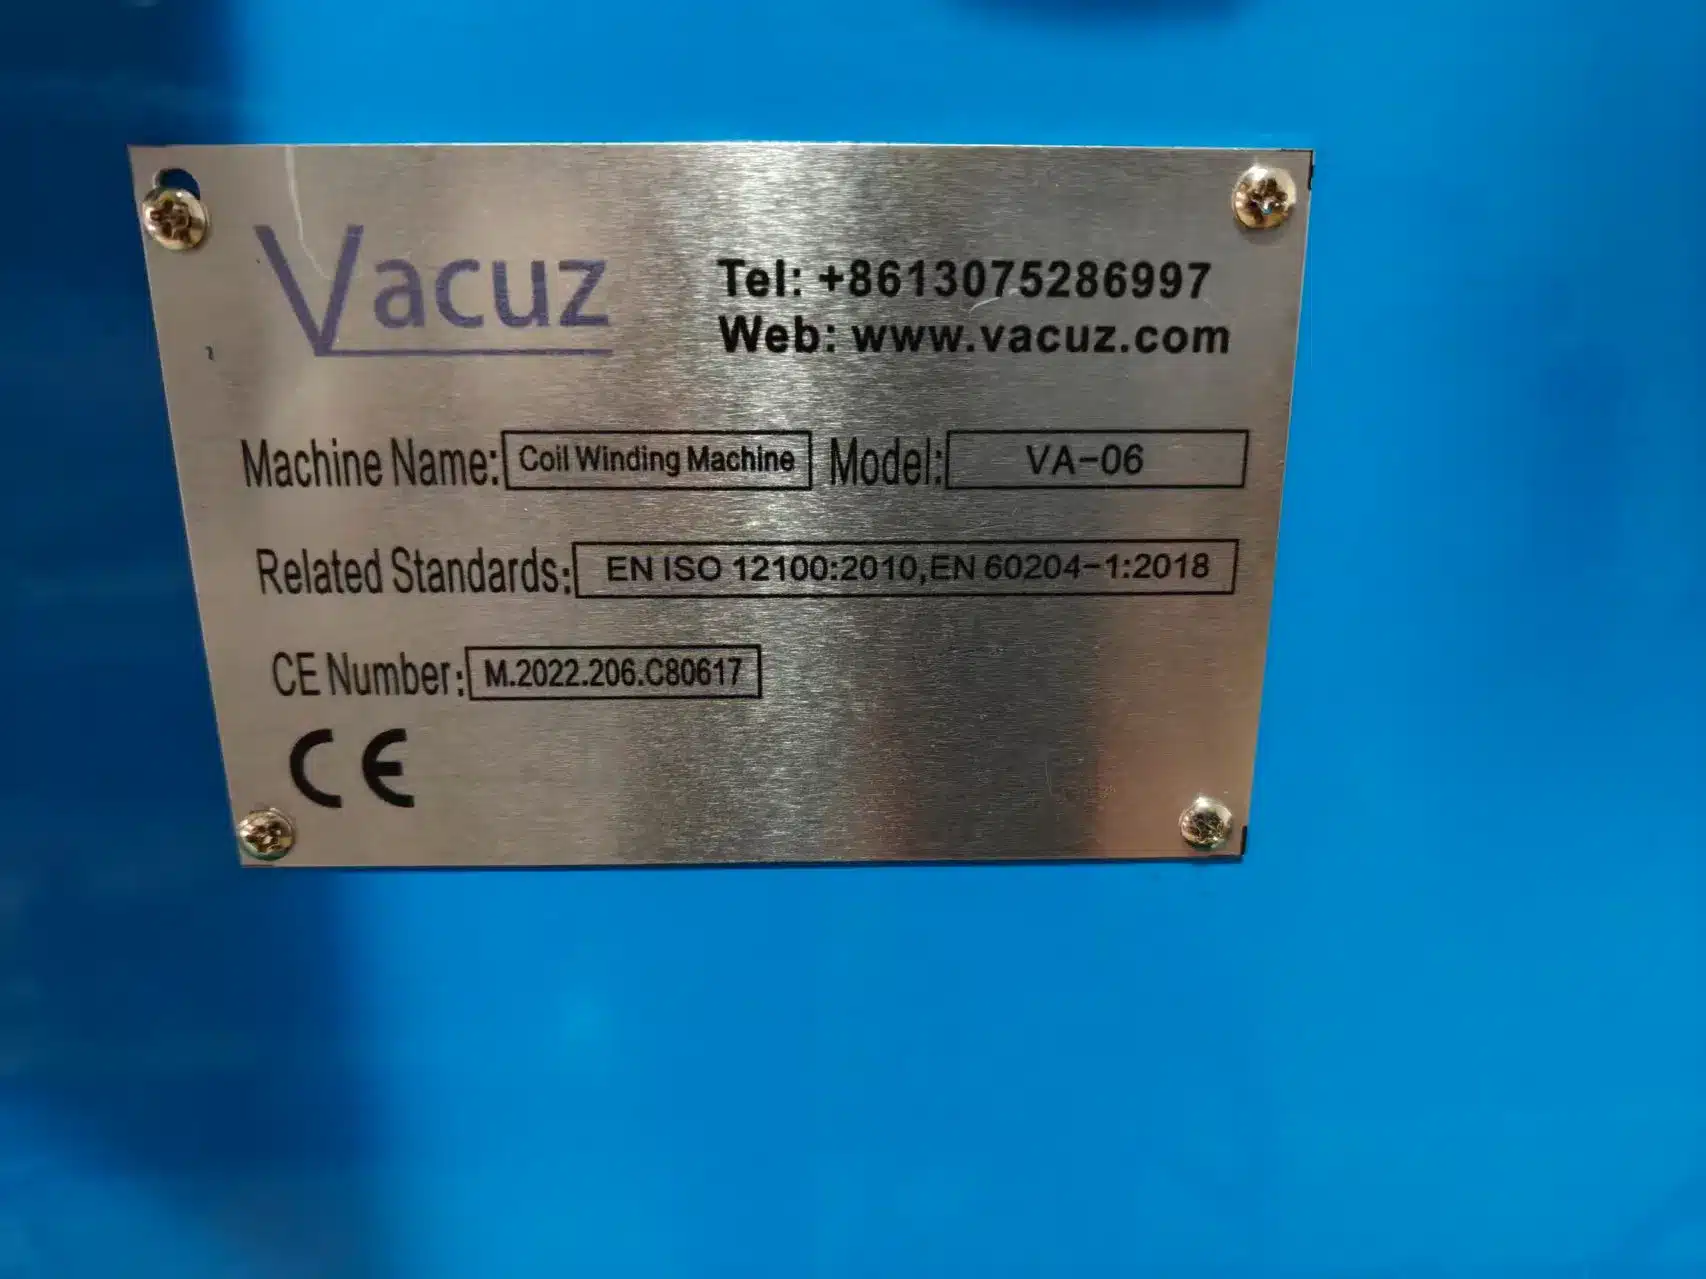 Vacuz
Tel: +8613075286997
Web: www.vacuz.com
Machine Name: Coil Winding Machine Model: VA-06
Related Standards: EN ISO 12100:2010,EN 60204-1:2018
CE Number: M.2022.206.C80617
CE